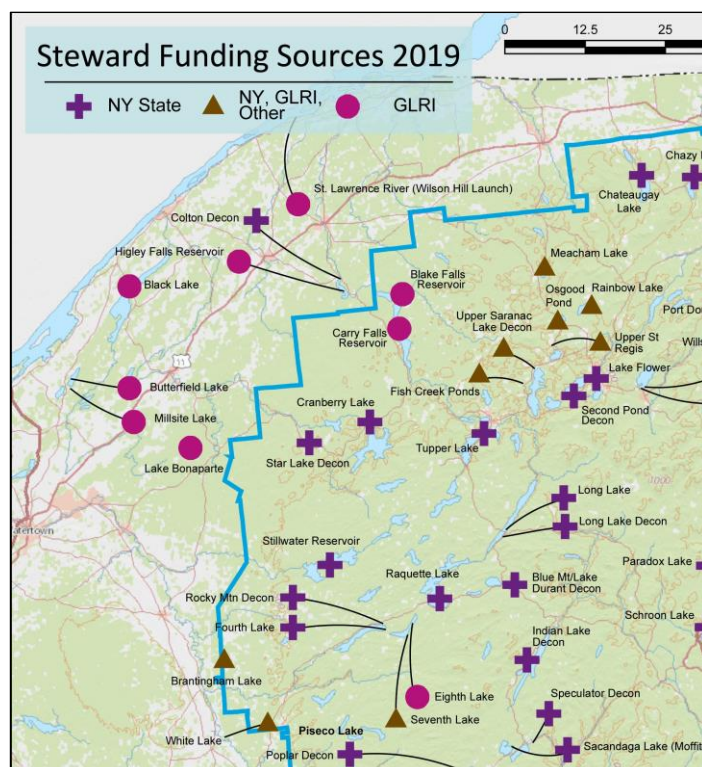 Steward Funding Sources 2019
0 12.5 25
NY State
NY, GLRI,
Other
GLRI
St. Lawrence River (Wilson Hill Launch)
Chazy
Chateaugay
Lake
Colton Decon
Higley Falls Reservoir
Black Lake
Meacham Lake
Blake Falls
Reservoir
Osgood
Pond
Rainbow Lake
Port
Upper Saranac
Lake Decon
Carry Falls
Reservoir
Upper St
Regis
11
Lake Flower
Butterfield Lake
Fish Creek Ponds
Second Pond
Decon
Cranberry Lake
Millsite Lake
Tupper Lake
Star Lake Decon
Lake Bonaparte
Long Lake
Long Lake Decon
Stillwater Reservoir
Paradox Lake
Raquette Lake
Blue Mt/Lake
Durant Decon
Rocky Mtn Decon
Schroon Lake
Fourth Lake
Indian Lake
Decon
Brantingham Lake
Eighth Lake
Speculator Decon
Seventh Lake
White Lake
Piseco Lake
Poplar Decon
Sacandaga Lake (Moffit